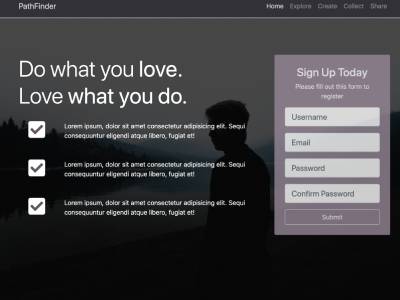 PathFinder
Home Explore Create Collect Share
Do what you love.
Love what you do.
Lorem ipsum, dolor sit amet consectetur adipisicing elit. Sequi
consequuntur eligendi atque libero, fugiat et!
Lorem ipsum, dolor sit amet consectetur adipisicing elit. Sequi
consequuntur eligendi atque libero, fugiat et!
Lorem ipsum, dolor sit amet consectetur adipisicing elit. Sequi
consequuntur eligendi atque libero, fugiat et!
Sign Up Today
Please fill out this form to
register
Username
Email
Password
Confirm Password
Submit